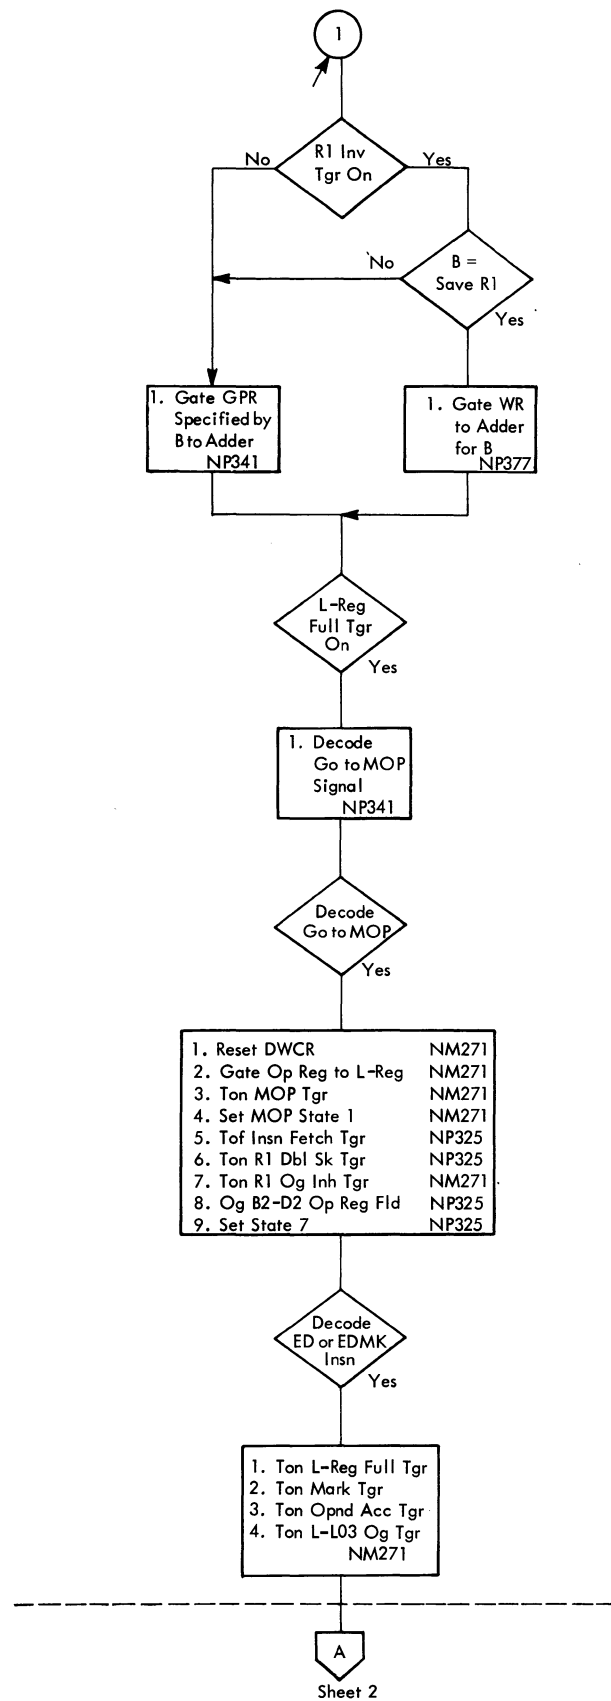 1
R1 Inv
Tgr On
No
Yes
B =
Save R1
No
Yes
1. Gate GPR
Specified by
B to Adder
NP341
1. Gate WR
to Adder
for B
NP377
L-Reg
Full Tgr
On
Yes
1. Decode
Go to MOP
Signal
NP341
Decode
Go to MOP
Yes
1. Reset DWCR NM271
2. Gate Op Reg to L-Reg NM271
3. Ton MOP Tgr NM271
4. Set MOP State 1 NM271
5. Tof Insn Fetch Tgr NP325
6. Ton R1 Dbl Sk Tgr NP325
7. Ton R1 Og Inh Tgr NM271
8. Og B2-D2 Op Reg Fld NP325
9. Set State 7 NP325
Decode
ED or EDMK
Insn
Yes
1. Ton L-Reg Full Tgr
2. Ton Mark Tgr
3. Ton Opnd Acc Tgr
4. Ton L-L03 Og Tgr
NM271
A
Sheet 2